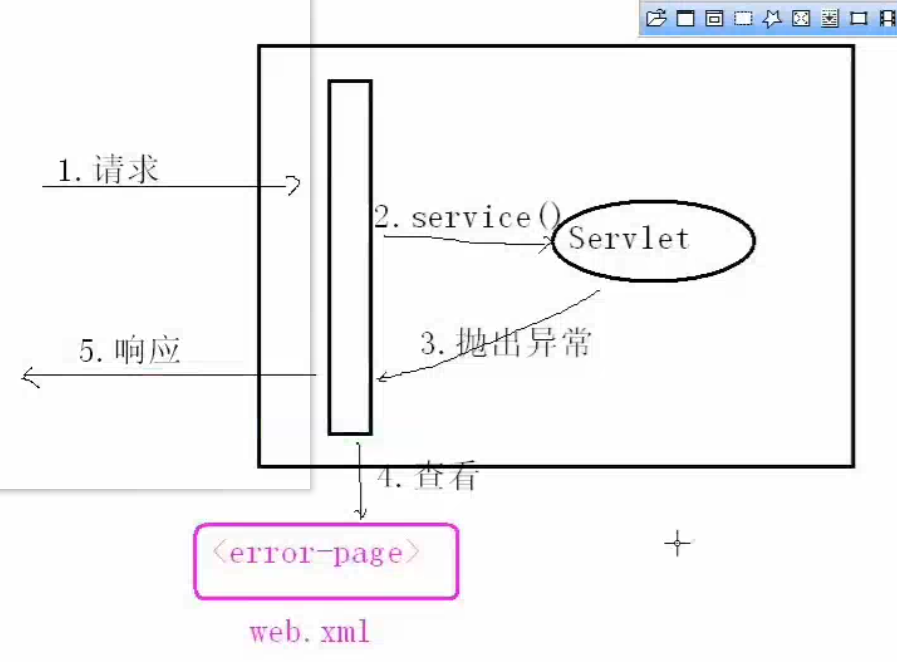 1.请求
2.service()
Servlet
3.抛出异常
5.响应
4.查看
<error-page>
web.xml